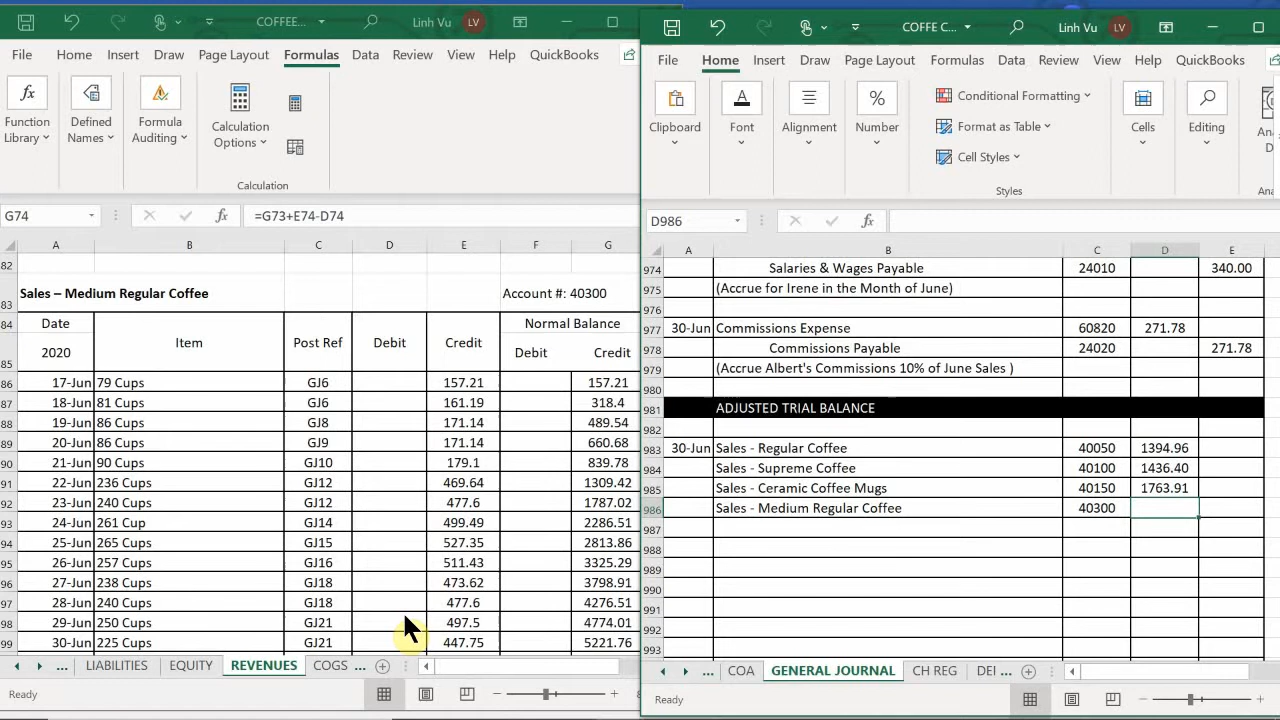 COFFEE...
Linh Vu
LV
File Home Insert Draw Page Layout Formulas Data Review View Help QuickBooks
Function Library
Defined Names
Formula Auditing
Calculation Options
Calculation
G74
fx
=G73+E74-D74
A B C D E F G
82
83 Sales – Medium Regular Coffee Account #: 40300
84 Date Item Post Ref Debit Credit Normal Balance
85 2020 Debit Credit
86 17-Jun 79 Cups GJ6 157.21 157.21
87 18-Jun 81 Cups GJ6 161.19 318.4
88 19-Jun 86 Cups GJ8 171.14 489.54
89 20-Jun 86 Cups GJ9 171.14 660.68
90 21-Jun 90 Cups GJ10 179.1 839.78
91 22-Jun 236 Cups GJ12 469.64 1309.42
92 23-Jun 240 Cups GJ12 477.6 1787.02
93 24-Jun 261 Cup GJ14 499.49 2286.51
94 25-Jun 265 Cups GJ15 527.35 2813.86
95 26-Jun 257 Cups GJ16 511.43 3325.29
96 27-Jun 238 Cups GJ18 473.62 3798.91
97 28-Jun 240 Cups GJ18 477.6 4276.51
98 29-Jun 250 Cups GJ21 497.5 4774.01
99 30-Jun 225 Cups GJ21 447.75 5221.76
... LIABILITIES EQUITY REVENUES COGS ...
Ready
COFFE C...
Linh Vu
LV
File Home Insert Draw Page Layout Formulas Data Review View Help QuickBooks
Clipboard
Font
Alignment
Number
Conditional Formatting
Format as Table
Cell Styles
Styles
Cells
Editing
D986
fx
A B C D E
974 Salaries & Wages Payable 24010 340.00
975 (Accrue for Irene in the Month of June)
976
977 30-Jun Commissions Expense 60820 271.78
978 Commissions Payable 24020 271.78
979 (Accrue Albert's Commissions 10% of June Sales )
980
981 ADJUSTED TRIAL BALANCE
982
983 30-Jun Sales - Regular Coffee 40050 1394.96
984 Sales - Supreme Coffee 40100 1436.40
985 Sales - Ceramic Coffee Mugs 40150 1763.91
986 Sales - Medium Regular Coffee 40300
987
988
989
990
991
992
993
... COA GENERAL JOURNAL CH REG DEI ...
Ready